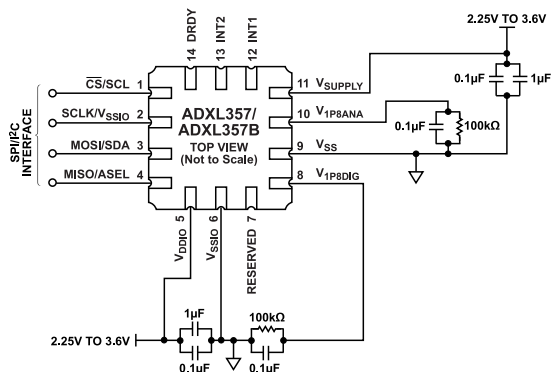 2.25V TO 3.6V
14 DRDY
13 INT2
12 INT1
SPI/I²C
INTERFACE
C̅S̅/SCL 1
SCLK/VSSIO 2
MOSI/SDA 3
MISO/ASEL 4
ADXL357/
ADXL357B
TOP VIEW
(Not to Scale)
11 VSUPPLY
10 V1P8ANA
9 VSS
8 V1P8DIG
0.1µF
1µF
0.1µF
100kΩ
VDDIO 5
VSSIO 6
RESERVED 7
2.25V TO 3.6V
1µF
0.1µF
100kΩ
0.1µF